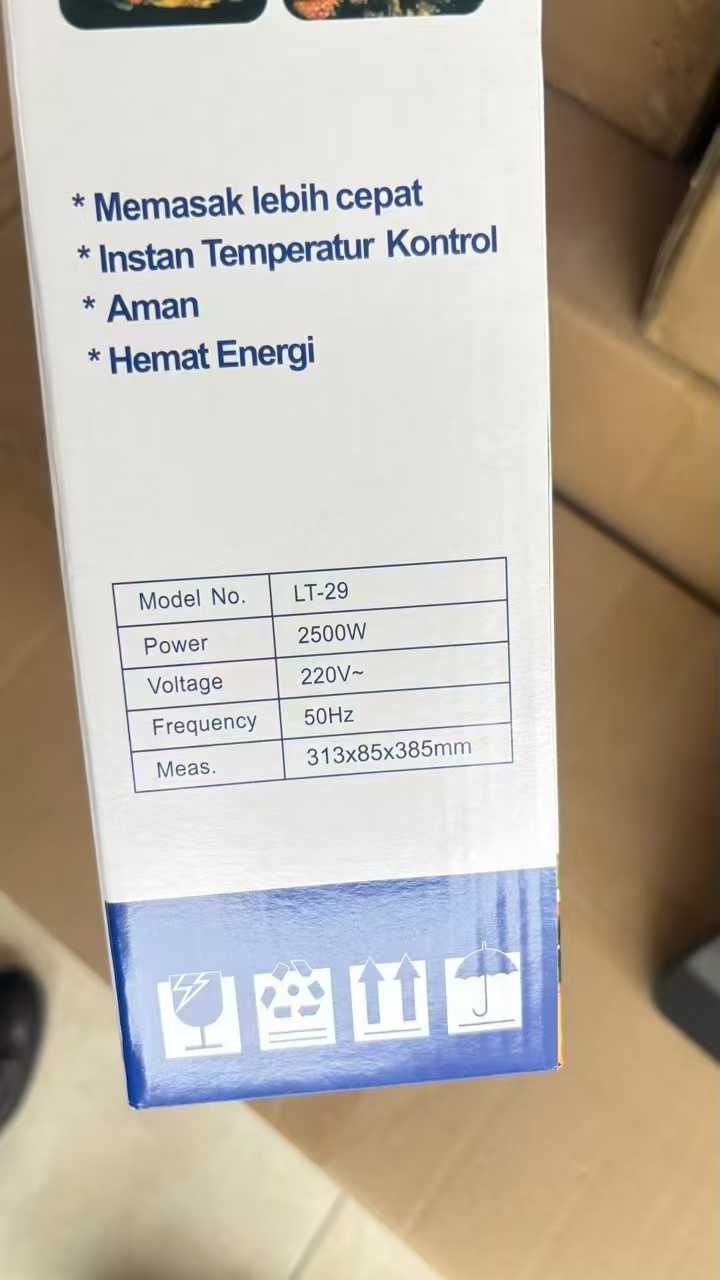 * Memasak lebih cepat
* Instan Temperatur Kontrol
* Aman
* Hemat Energi
Model No. LT-29
Power 2500W
Voltage 220V~
Frequency 50Hz
Meas. 313x85x385mm